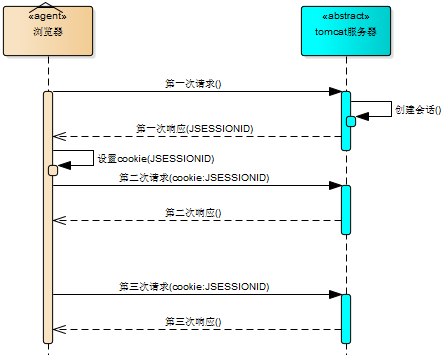 «agent»
浏览器
«abstract»
tomcat服务器
第一次请求()
创建会话()
第一次响应(JSESSIONID)
设置cookie(JSESSIONID)
第二次请求(cookie:JSESSIONID)
第二次响应()
第三次请求(cookie:JSESSIONID)
第三次响应()